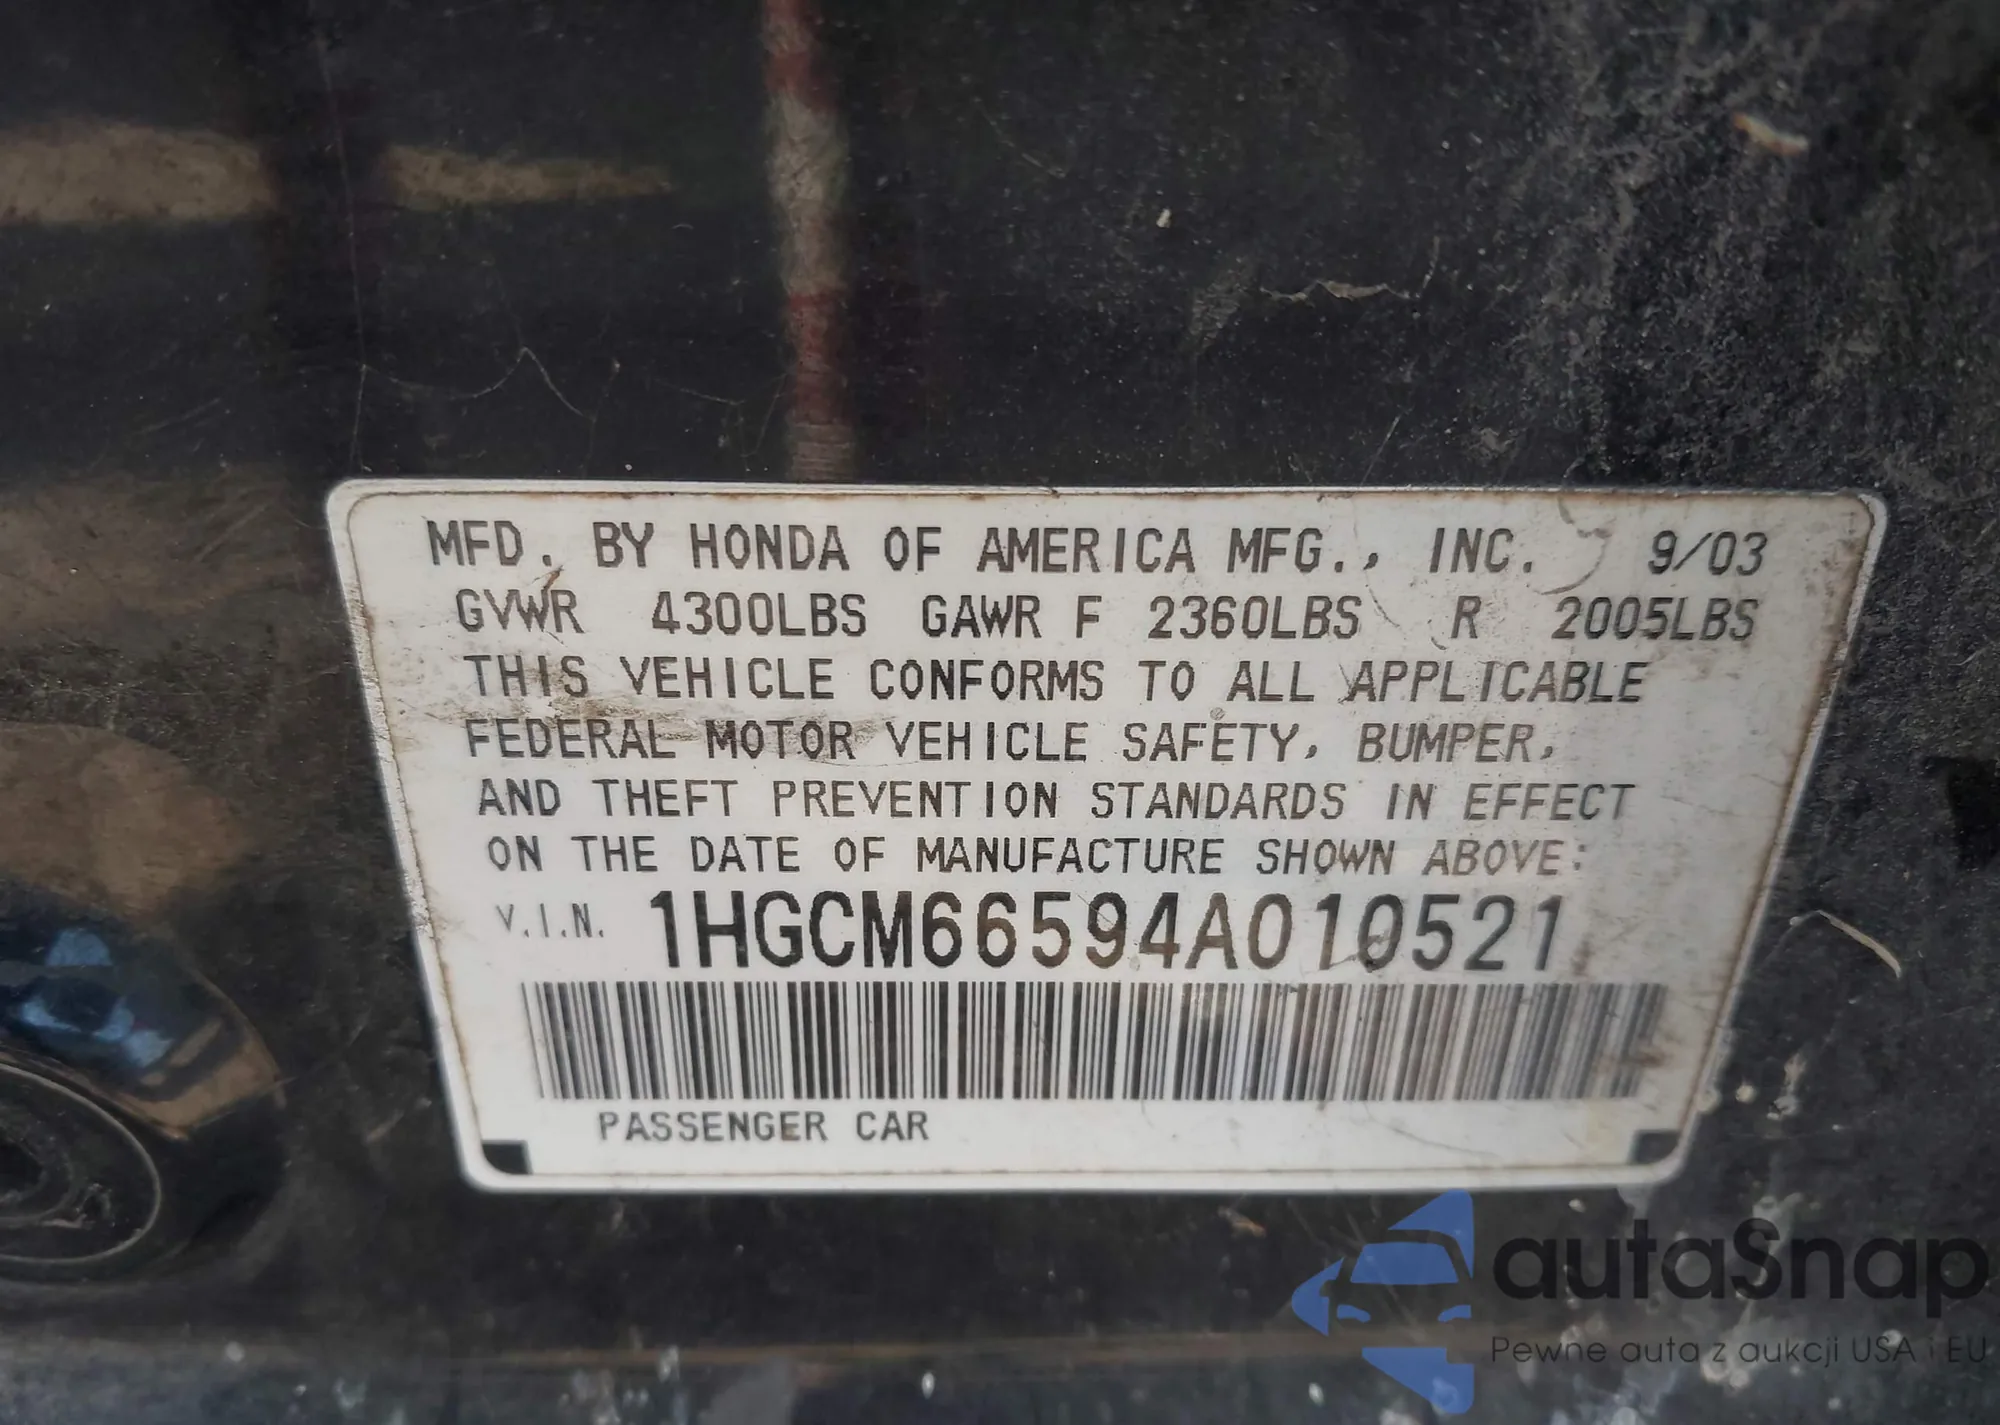 MFD. BY HONDA OF AMERICA MFG., INC. 9/03
GVWR 4300LBS GAWR F 2360LBS R 2005LBS
THIS VEHICLE CONFORMS TO ALL APPLICABLE
FEDERAL MOTOR VEHICLE SAFETY, BUMPER,
AND THEFT PREVENTION STANDARDS IN EFFECT
ON THE DATE OF MANUFACTURE SHOWN ABOVE:
V.I.N. 1HGCM66594A010521
PASSENGER CAR
autaSnap
Pewne auta z aukcji USA i EU